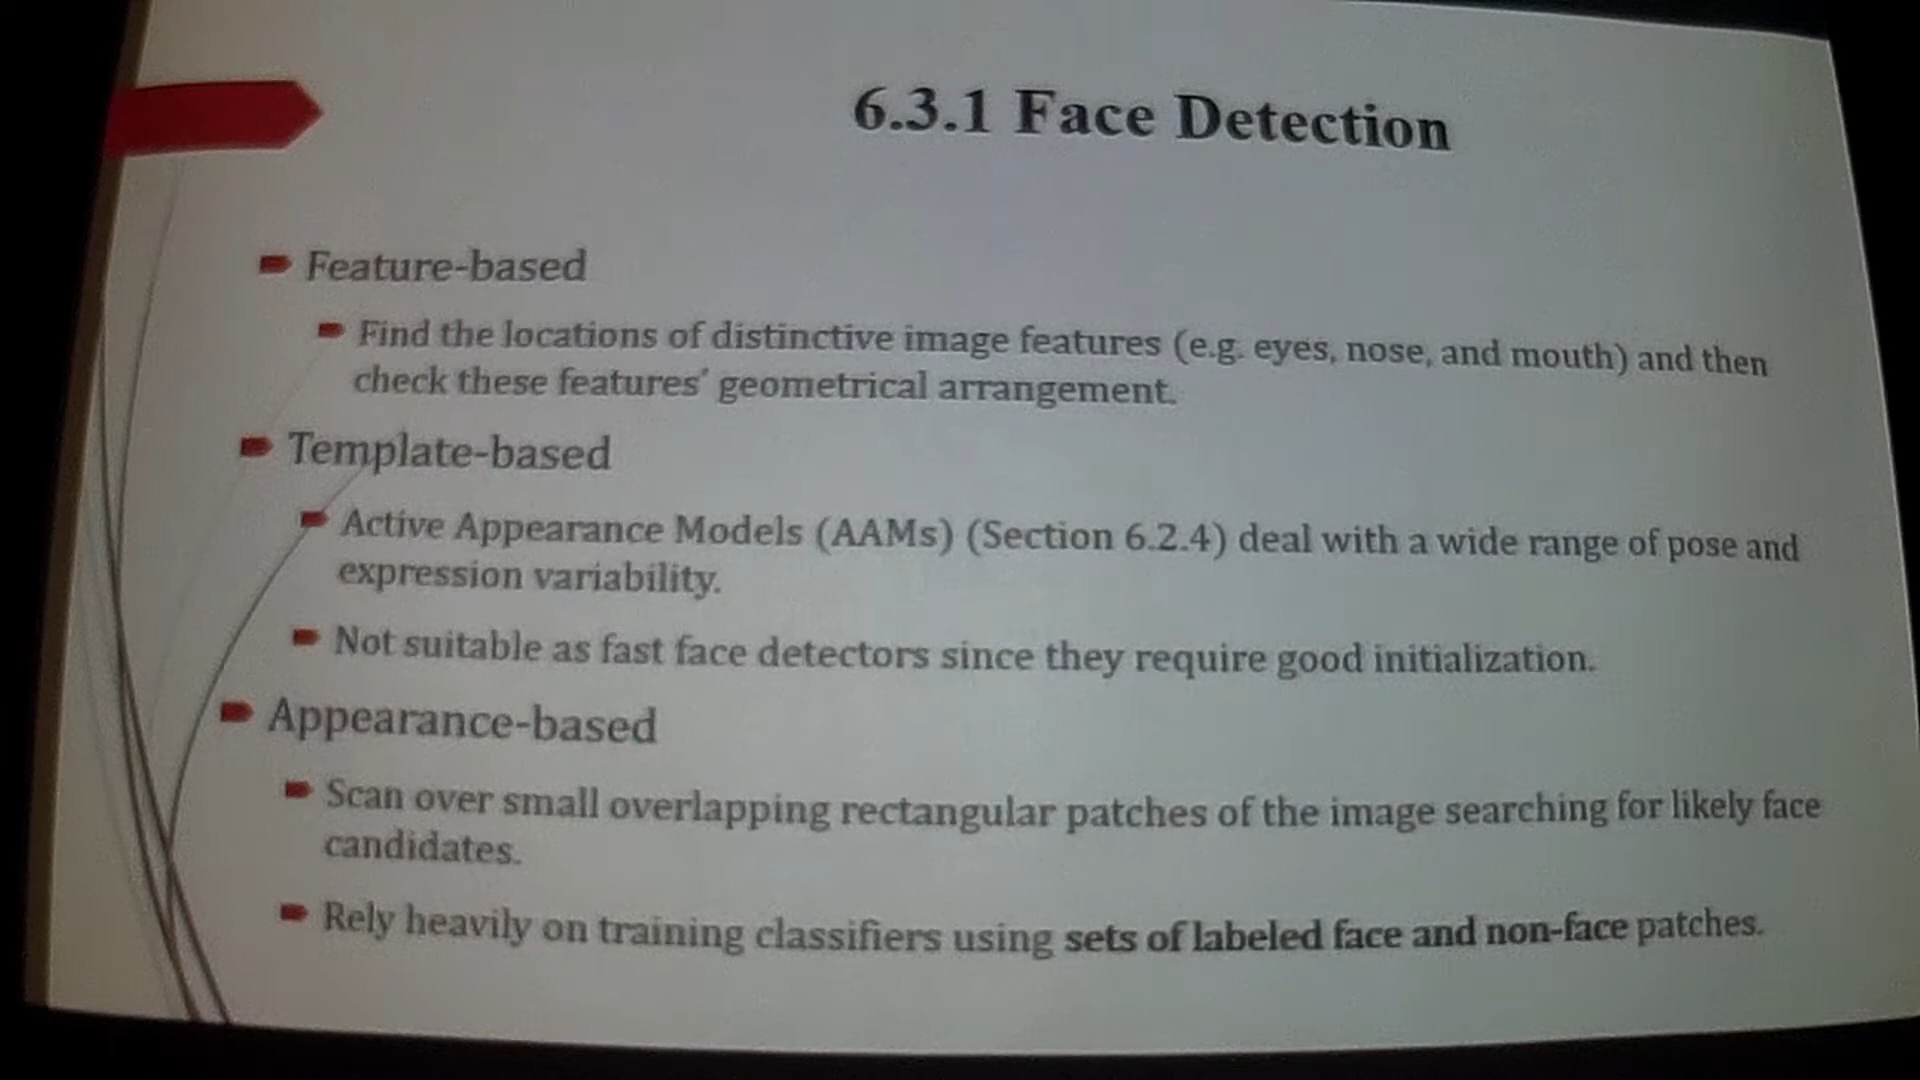 6.3.1 Face Detection
Feature-based
Find the locations of distinctive image features (e.g. eyes, nose, and mouth) and then
check these features' geometrical arrangement.
Template-based
Active Appearance Models (AAMs) (Section 6.2.4) deal with a wide range of pose and
expression variability.
Not suitable as fast face detectors since they require good initialization.
Appearance-based
Scan over small overlapping rectangular patches of the image searching for likely face
candidates.
Rely heavily on training classifiers using sets of labeled face and non-face patches.